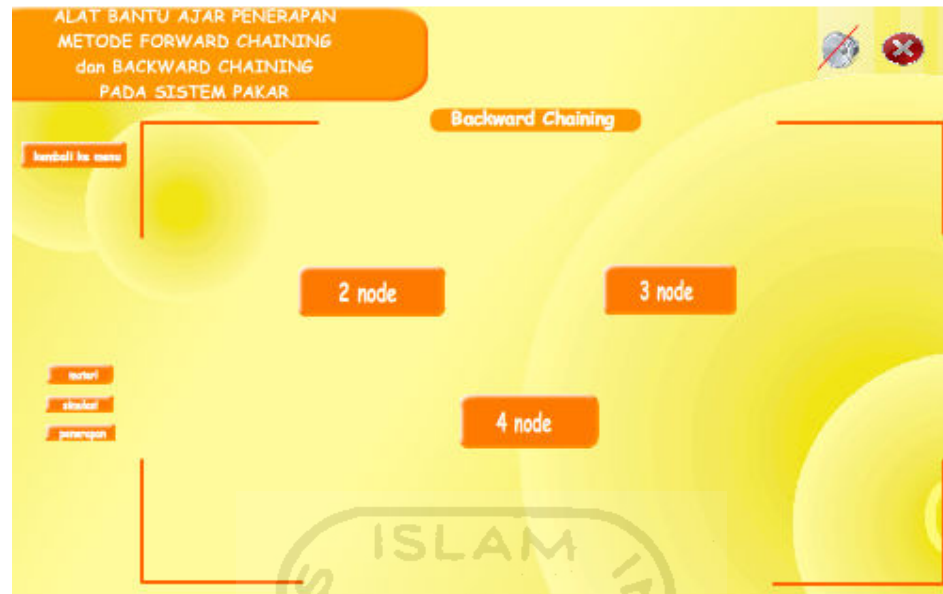 ALAT BANTU AJAR PENERAPAN
METODE FORWARD CHAINING
dan BACKWARD CHAINING
PADA SISTEM PAKAR
Backward Chaining
kembali ke menu
2 node
3 node
materi
simulasi
penerapan
4 node
ISLAM